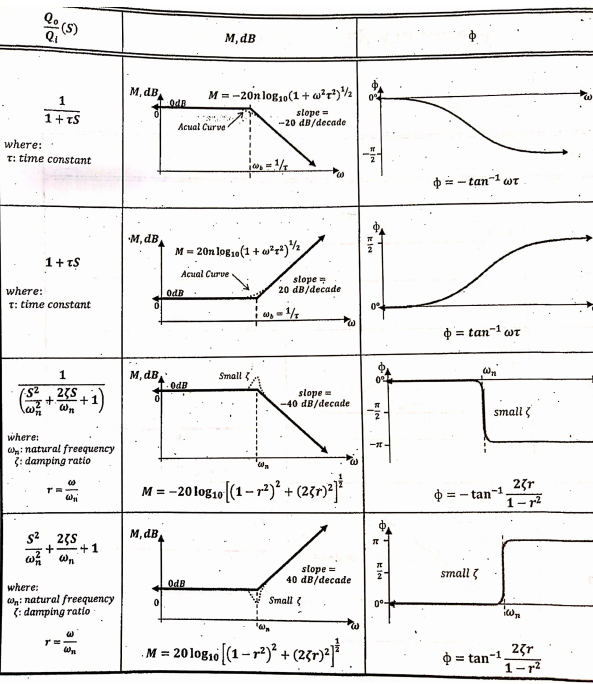 Q_o/Q_i (S)
M, dB
ϕ
1/(1 + τS)
where:
τ: time constant
M, dB
0dB
0
M = −20n log₁₀(1 + ω²τ²)^1/2
slope =
−20 dB/decade
Acual Curve
ω_b = 1/τ
ω
ϕ
0°
−π/2
ω
ϕ = −tan⁻¹ ωτ
1 + τS
where:
τ: time constant
M, dB
M = 20n log₁₀(1 + ω²τ²)^1/2
Acual Curve
slope =
20 dB/decade
0dB
0
ω_b = 1/τ
ω
ϕ
π/2
0°
ϕ = tan⁻¹ ωτ
1/(S²/ω_n² + 2ζS/ω_n + 1)
where:
ω_n: natural freequency
ζ: damping ratio
r = ω/ω_n
M, dB
0dB
0
Small ζ
slope =
−40 dB/decade
ω_n
ω
M = −20 log₁₀[(1 − r²)² + (2ζr)²]^1/2
ϕ
0°
−π/2
−π
ω_n
small ζ
ϕ = −tan⁻¹ 2ζr/(1 − r²)
S²/ω_n² + 2ζS/ω_n + 1
where:
ω_n: natural freequency
ζ: damping ratio
r = ω/ω_n
M, dB
slope =
40 dB/decade
0dB
0
Small ζ
ω_n
ω
M = 20 log₁₀[(1 − r²)² + (2ζr)²]^1/2
ϕ
π
π/2
0°
small ζ
ω_n
ϕ = tan⁻¹ 2ζr/(1 − r²)